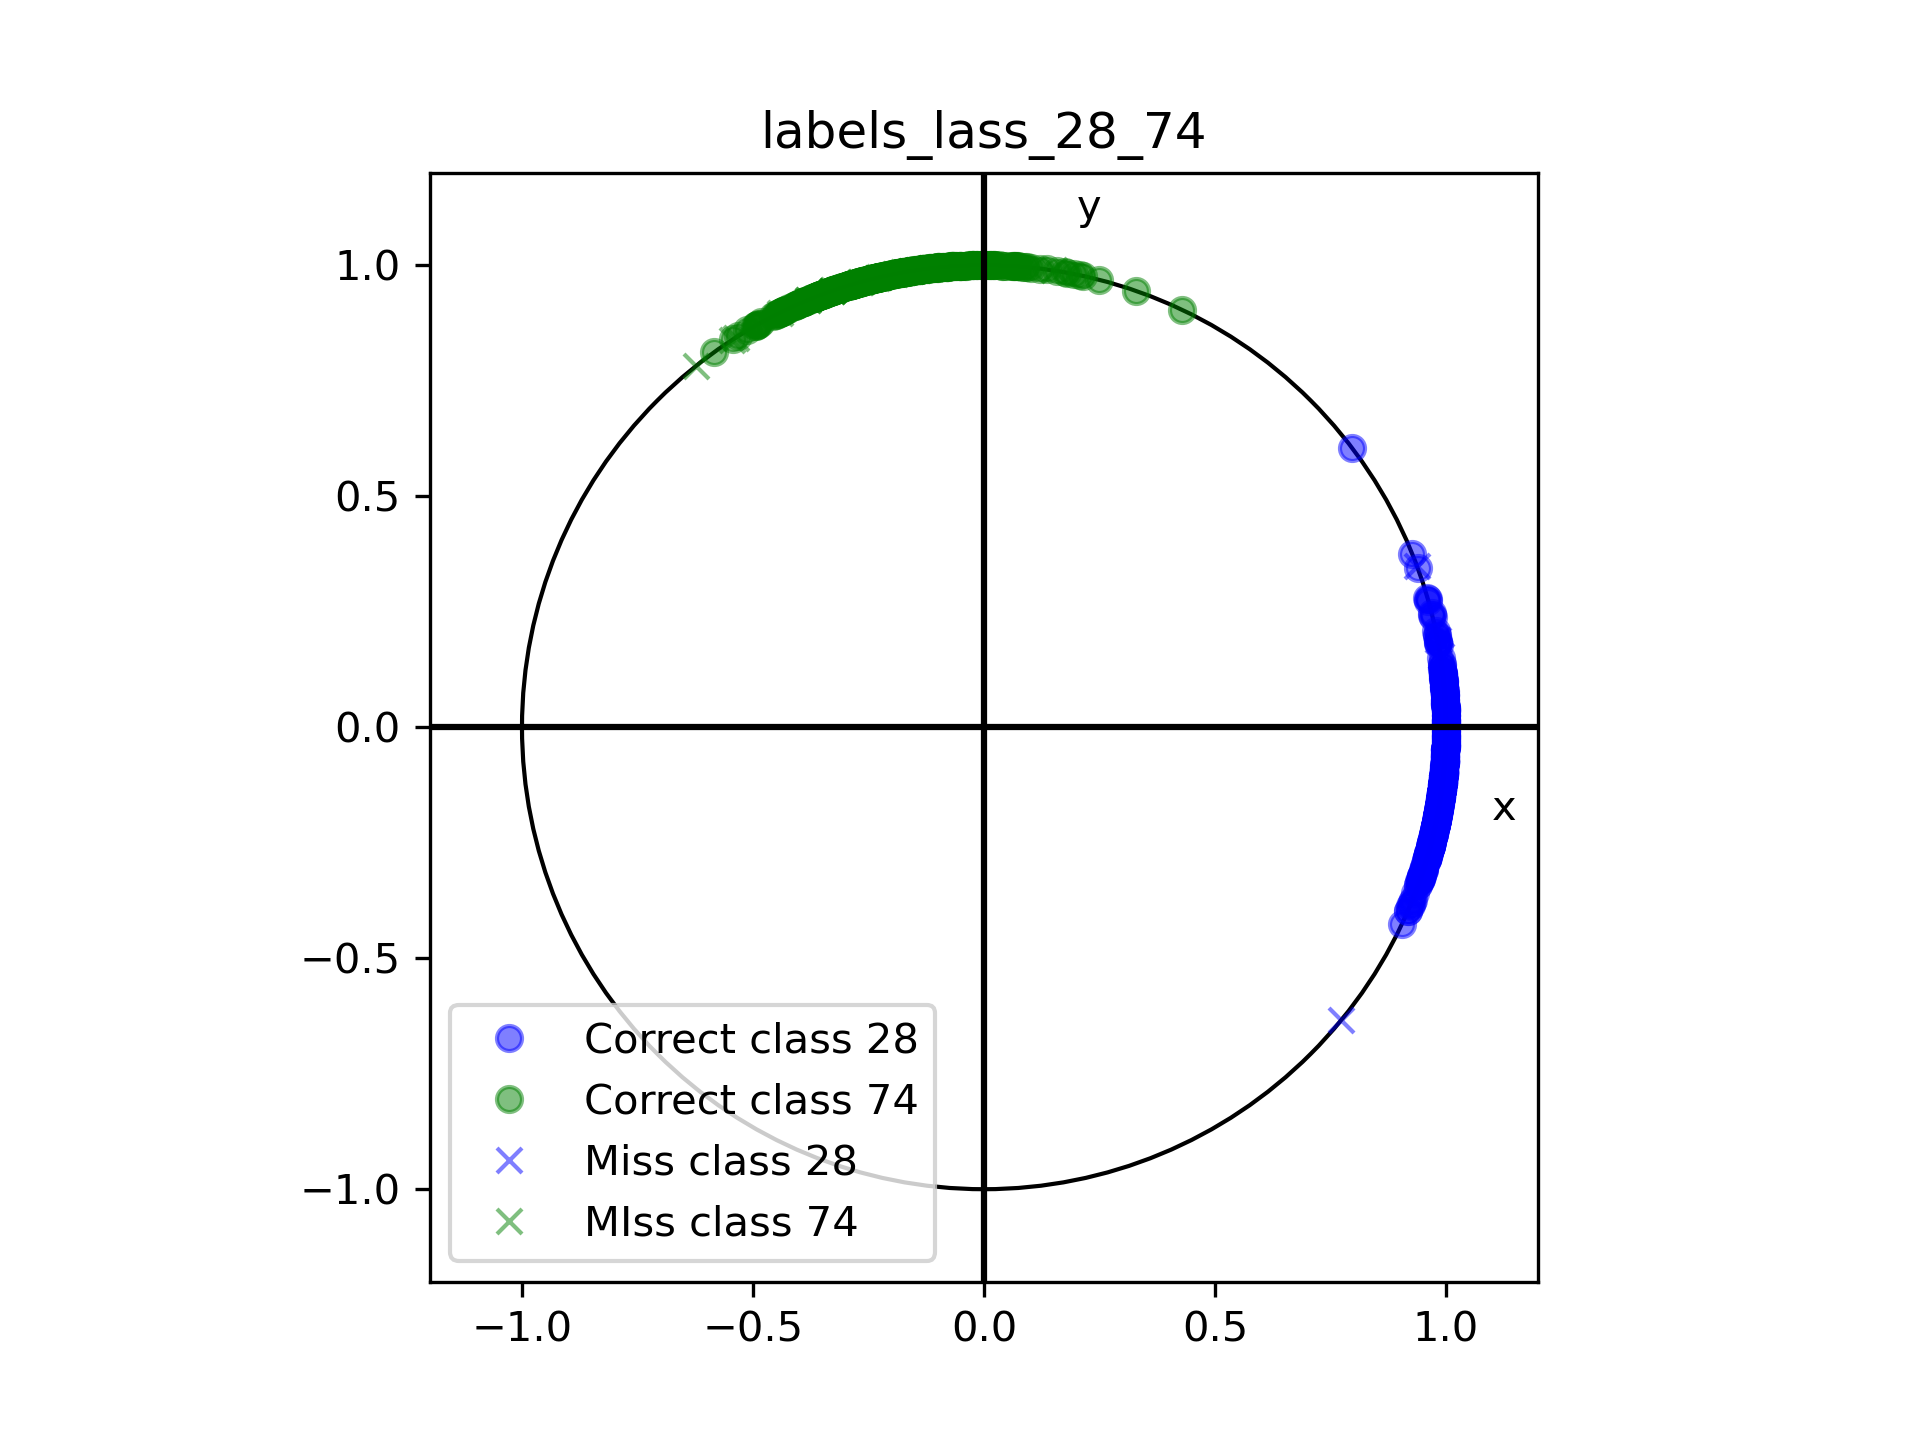 labels_lass_28_74
y
1.0
0.5
0.0
x
−0.5
−1.0
Correct class 28
Correct class 74
Miss class 28
MIss class 74
−1.0 −0.5 0.0 0.5 1.0